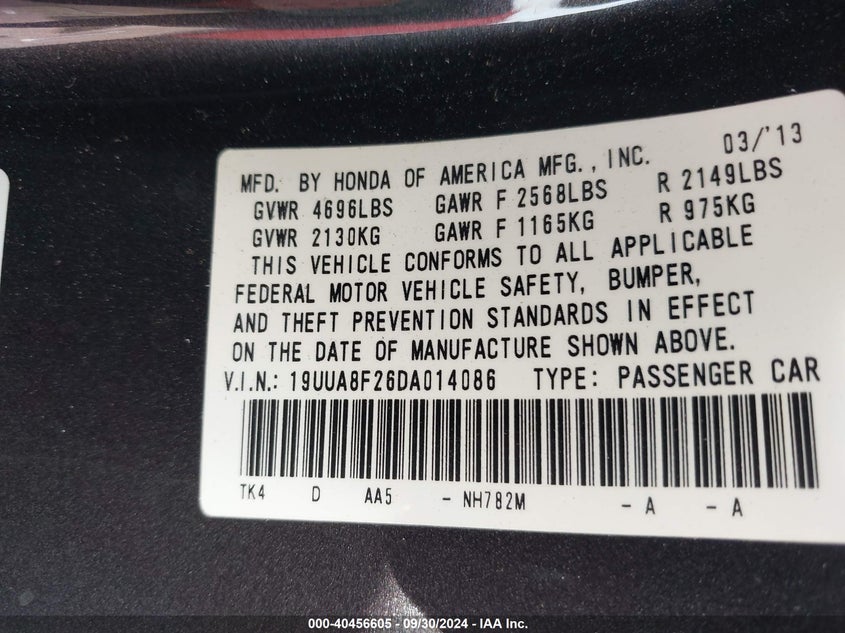 03/'13
MFD. BY HONDA OF AMERICA MFG., INC.
GVWR 4696LBS GAWR F 2568LBS R 2149LBS
GVWR 2130KG GAWR F 1165KG R 975KG
THIS VEHICLE CONFORMS TO ALL APPLICABLE
FEDERAL MOTOR VEHICLE SAFETY, BUMPER,
AND THEFT PREVENTION STANDARDS IN EFFECT
ON THE DATE OF MANUFACTURE SHOWN ABOVE.
V.I.N.: 19UUA8F26DA014086 TYPE: PASSENGER CAR
TK4 D AA5 - NH782M - A - A
000-40456605 - 09/30/2024 - IAA Inc.